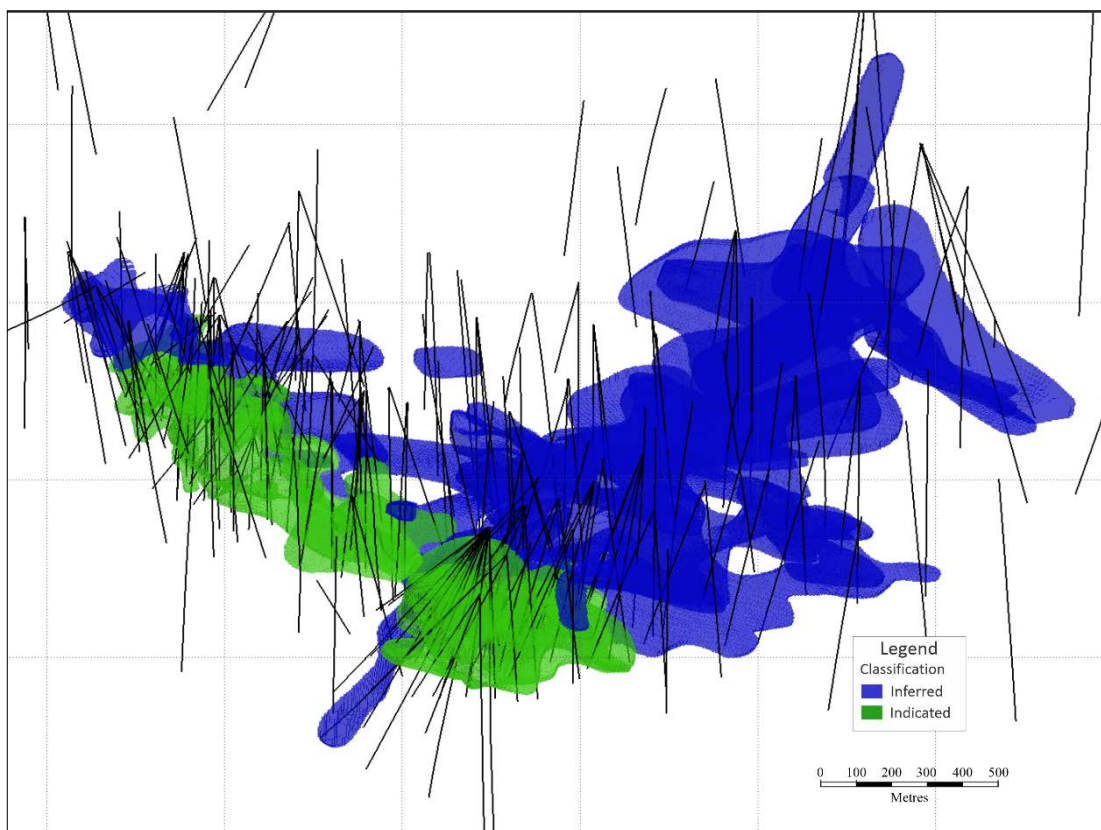 Legend
Classification
Inferred
Indicated
0 100 200 300 400 500
Metres